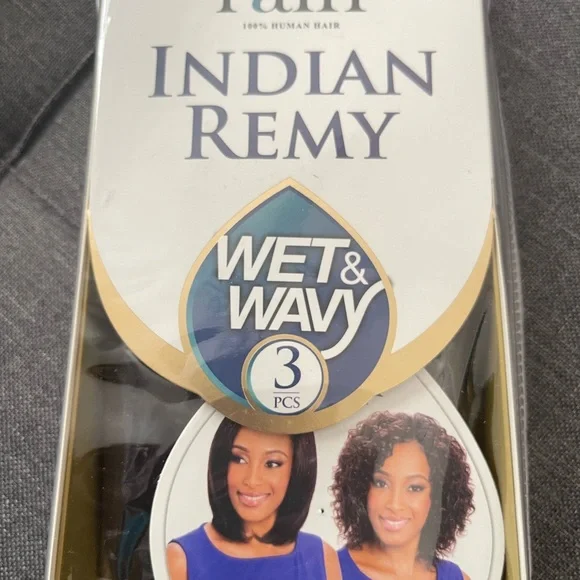 100% HUMAN HAIR
INDIAN
REMY
WET &
WAVY
3
PCS